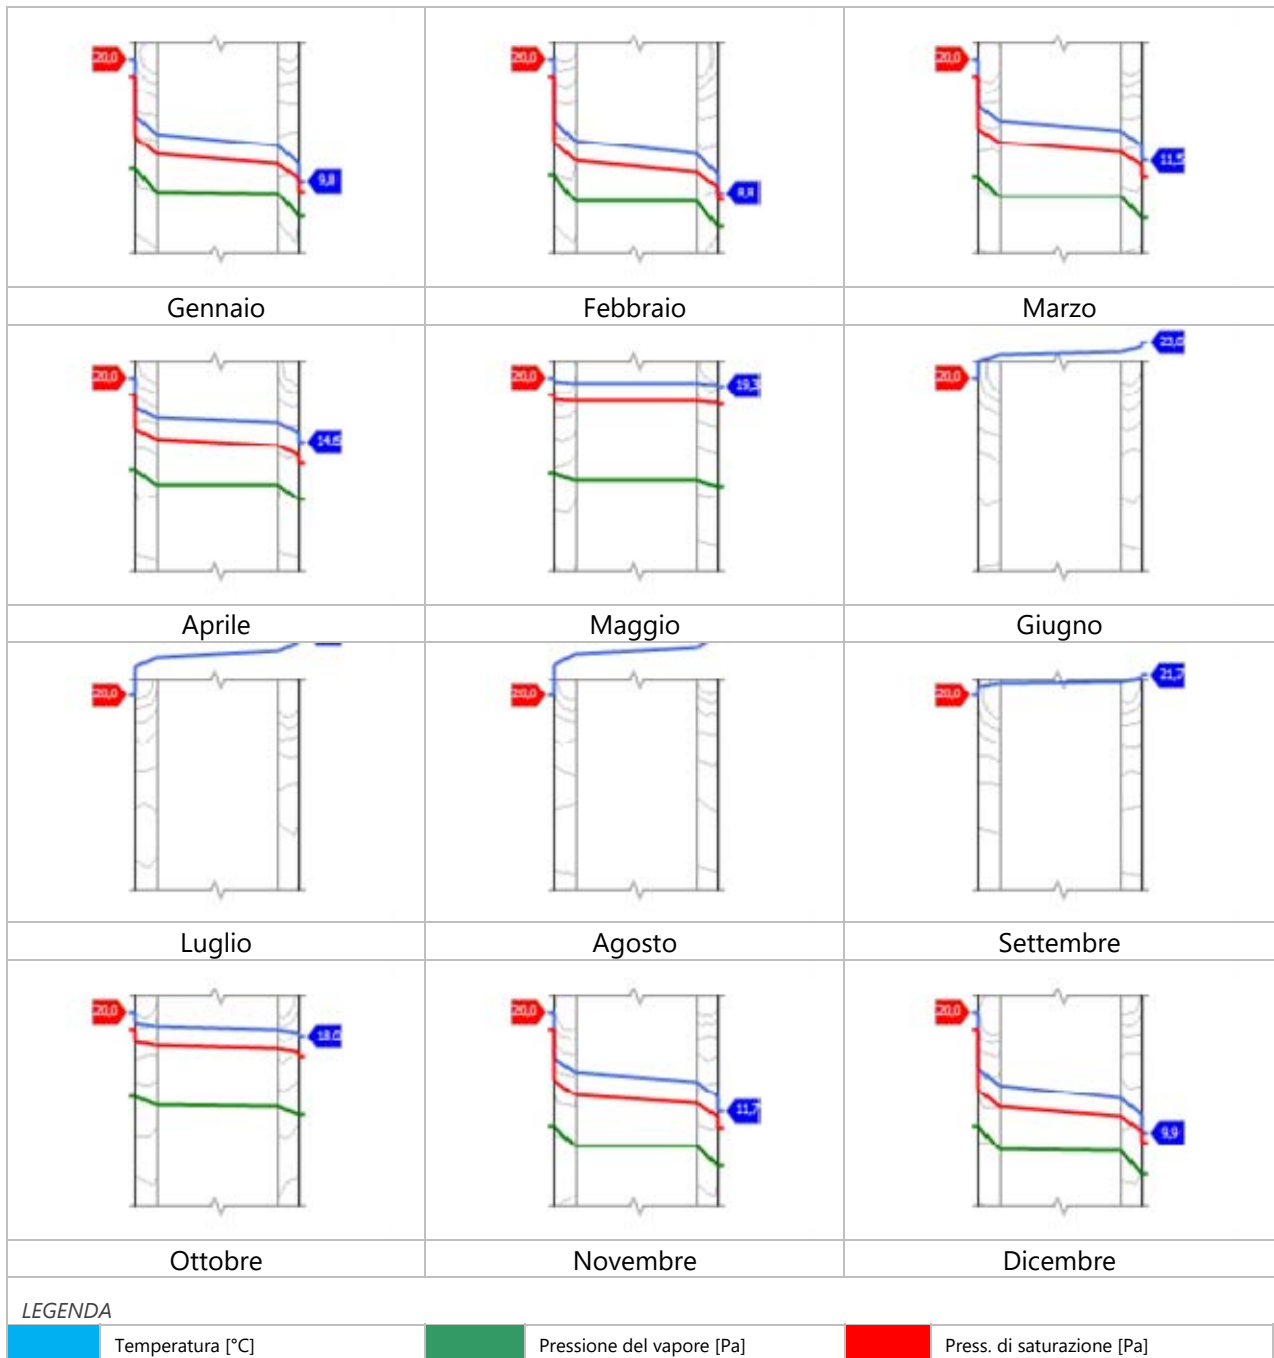 20,0 20,0 20,0
9,8 8,8 11,5
Gennaio Febbraio Marzo
20,0 20,0 20,0
14,6 19,3 23,0
Aprile Maggio Giugno
20,0 20,0 20,0
21,7
Luglio Agosto Settembre
20,0 20,0 20,0
18,0 11,7 9,9
Ottobre Novembre Dicembre
LEGENDA
Temperatura [°C] Pressione del vapore [Pa] Press. di saturazione [Pa]